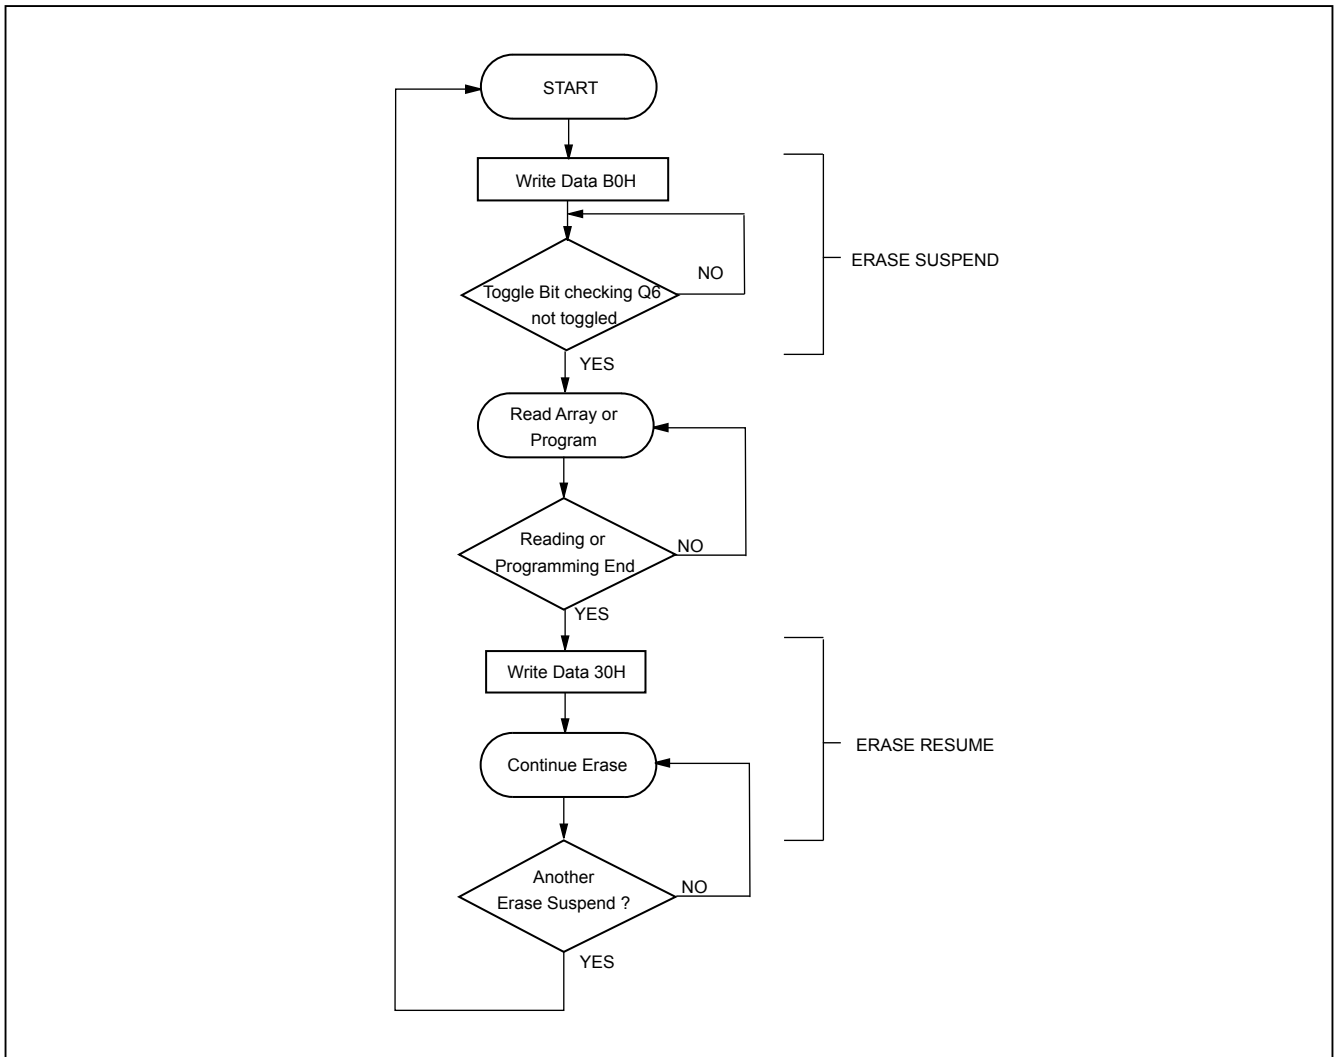 START
Write Data B0H
ERASE SUSPEND
NO
Toggle Bit checking Q6
not toggled
YES
Read Array or
Program
Reading or
NO
Programming End
YES
Write Data 30H
ERASE RESUME
Continue Erase
Another
NO
Erase Suspend ?
YES